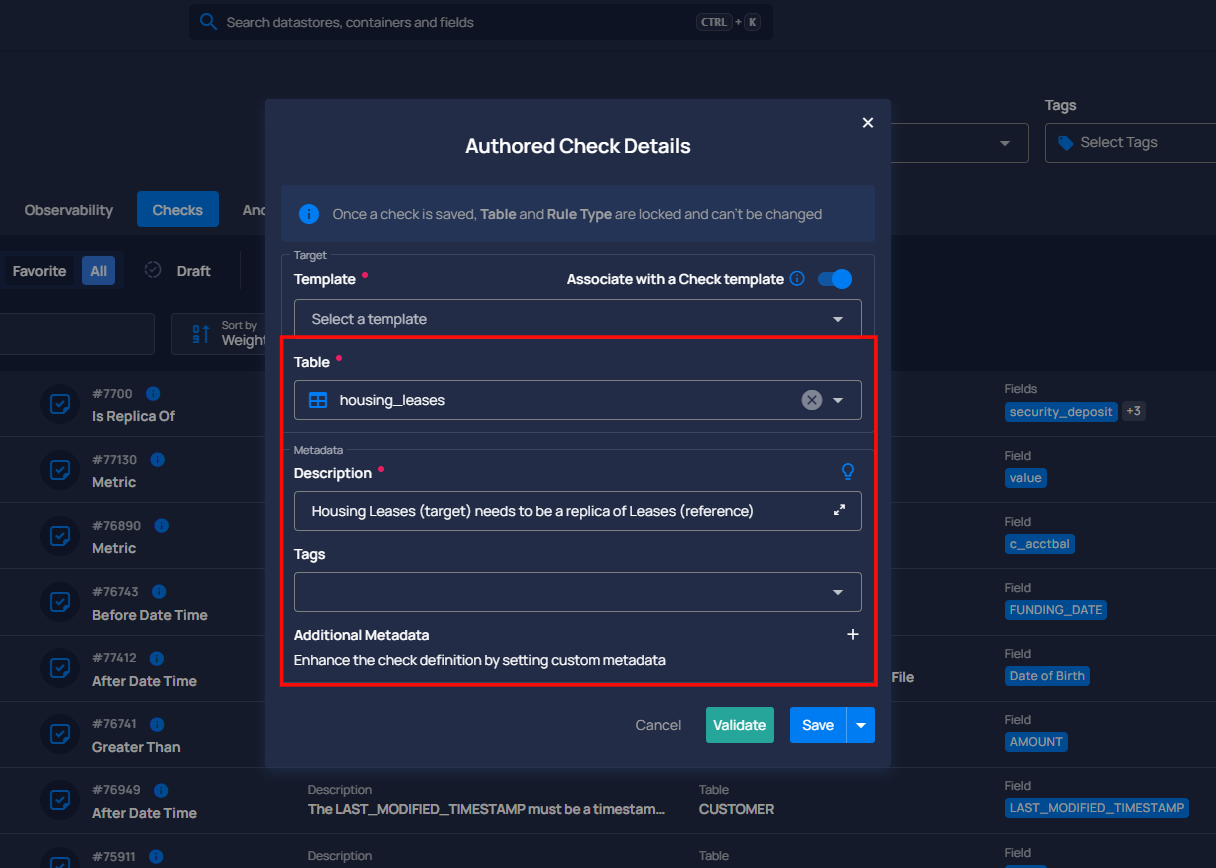 Search datastores, containers and fields
CTRL + K
Tags
Select Tags
Observability
Checks
Favorite
All
Draft
Sort by
Weight
#7700
Is Replica Of
Fields
security_deposit +3
#77130
Metric
Field
value
#76890
Metric
Field
c_acctbal
#76743
Before Date Time
Field
FUNDING_DATE
#77412
After Date Time
File
Field
Date of Birth
#76741
Greater Than
Field
AMOUNT
#76949
After Date Time
Description
The LAST_MODIFIED_TIMESTAMP must be a timestam...
Table
CUSTOMER
Field
LAST_MODIFIED_TIMESTAMP
#75911
Description
Table
Field
Authored Check Details
Once a check is saved, Table and Rule Type are locked and can't be changed
Target
Template •
Associate with a Check template
Select a template
Table •
housing_leases
Metadata
Description •
Housing Leases (target) needs to be a replica of Leases (reference)
Tags
Additional Metadata +
Enhance the check definition by setting custom metadata
Cancel
Validate
Save